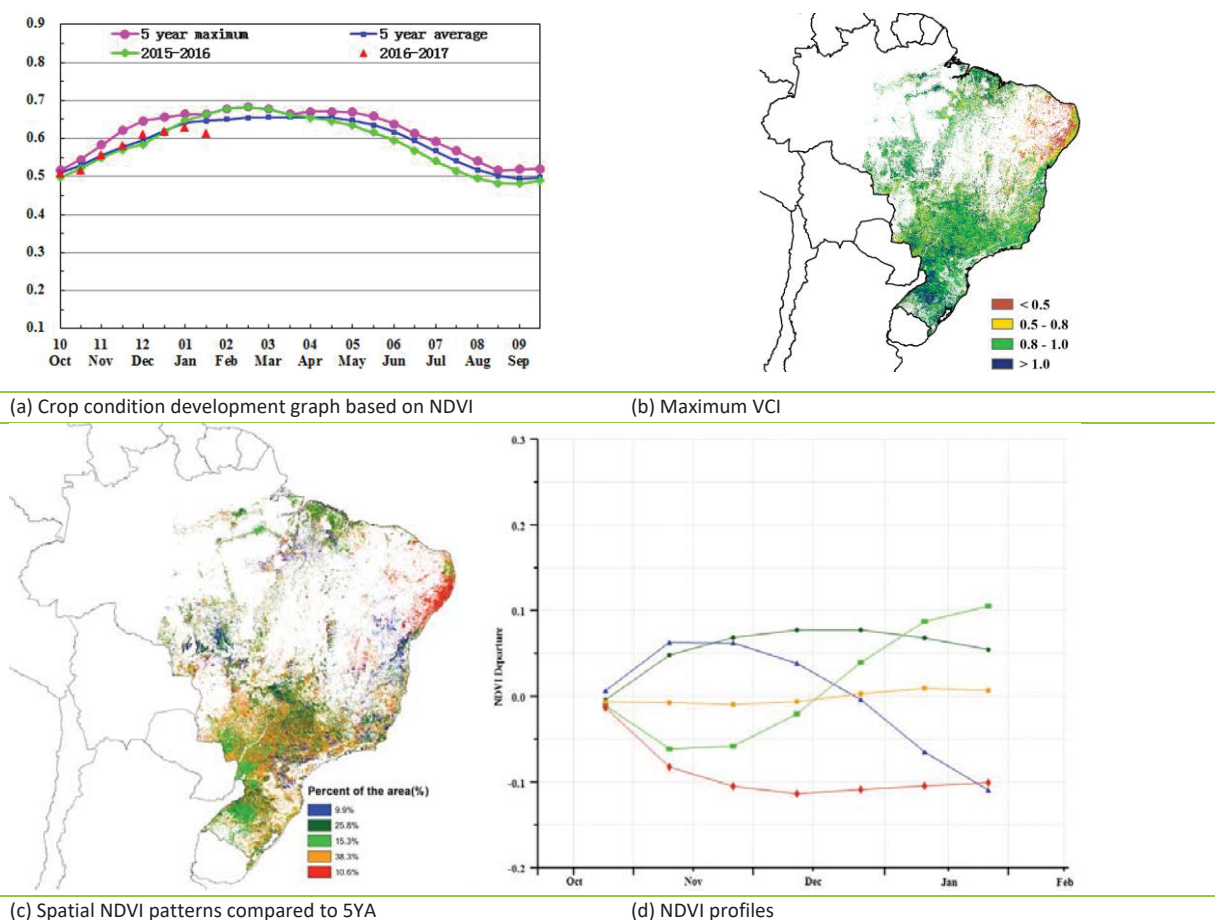 0.9
0.8
0.7
0.6
0.5
0.4
0.3
0.2
0.1
5 year maximum
5 year average
2015-2016
2016-2017
10 11 12 01 02 03 04 05 06 07 08 09
Oct Nov Dec Jan Feb Mar Apr May Jun Jul Aug Sep
< 0.5
0.5 - 0.8
0.8 - 1.0
> 1.0
(a) Crop condition development graph based on NDVI
(b) Maximum VCI
Percent of the area(%)
9.9%
25.8%
15.3%
38.3%
10.6%
0.3
0.2
0.1
0.0
-0.1
-0.2
NDVI Departure
Oct Nov Dec Jan Feb
(c) Spatial NDVI patterns compared to 5YA
(d) NDVI profiles